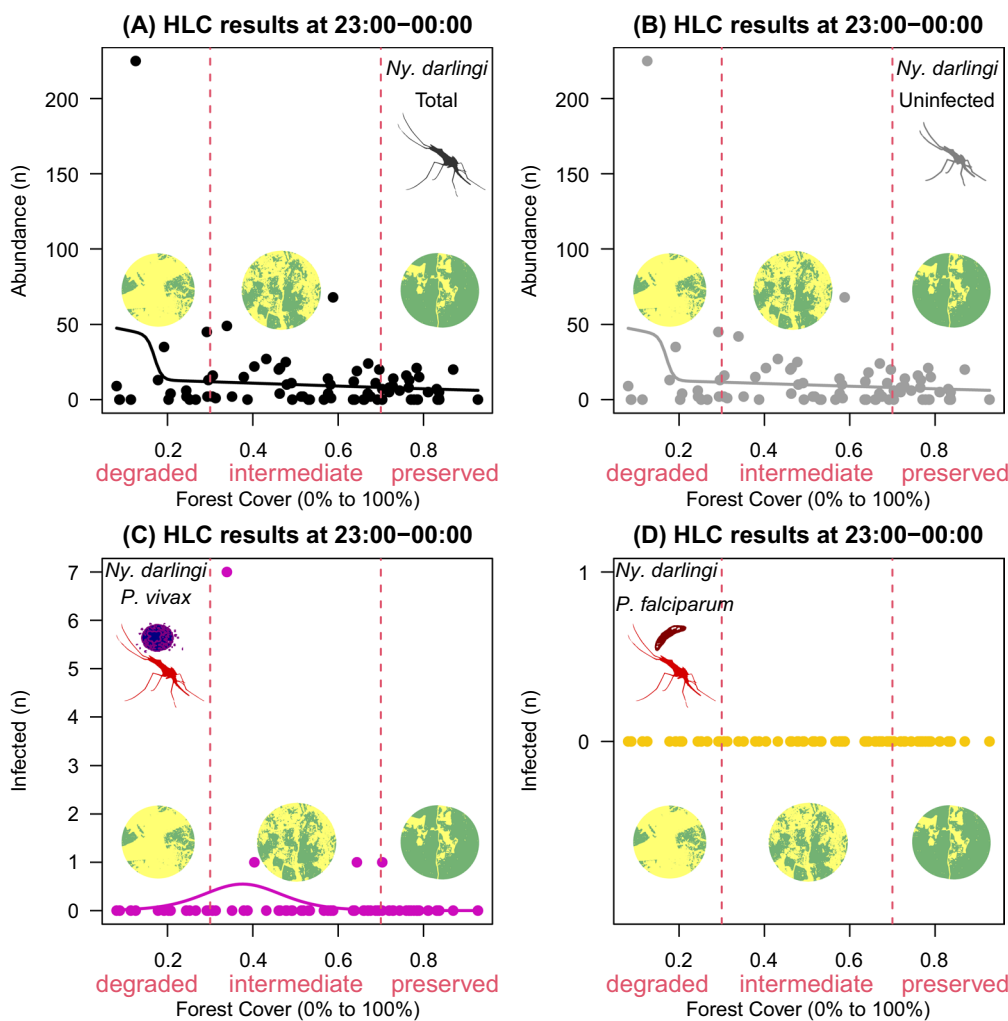 (A) HLC results at 23:00−00:00
Ny. darlingi
Total
Abundance (n)
200
150
100
50
0
0.2 0.4 0.6 0.8
degraded intermediate preserved
Forest Cover (0% to 100%)
(B) HLC results at 23:00−00:00
Ny. darlingi
Uninfected
Abundance (n)
200
150
100
50
0
0.2 0.4 0.6 0.8
degraded intermediate preserved
Forest Cover (0% to 100%)
(C) HLC results at 23:00−00:00
Ny. darlingi
P. vivax
Infected (n)
7
6
5
4
3
2
1
0
0.2 0.4 0.6 0.8
degraded intermediate preserved
Forest Cover (0% to 100%)
(D) HLC results at 23:00−00:00
Ny. darlingi
P. falciparum
Infected (n)
1
0
0.2 0.4 0.6 0.8
degraded intermediate preserved
Forest Cover (0% to 100%)